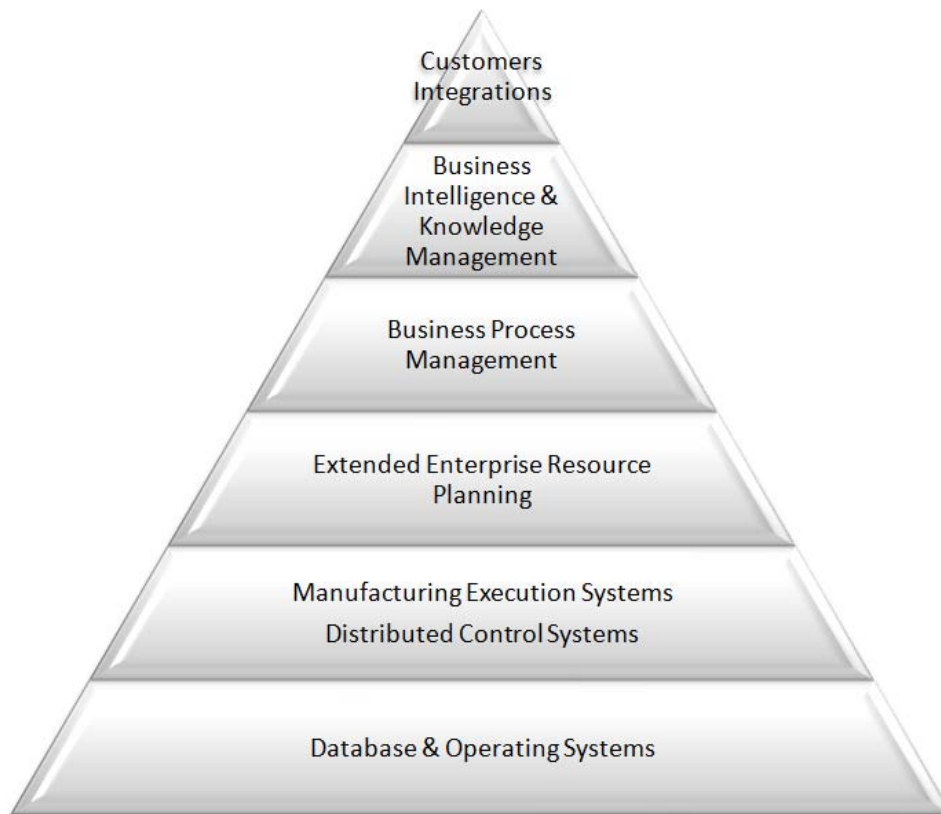 Customers
Integrations
Business
Intelligence &
Knowledge
Management
Business Process
Management
Extended Enterprise Resource
Planning
Manufacturing Execution Systems
Distributed Control Systems
Database & Operating Systems